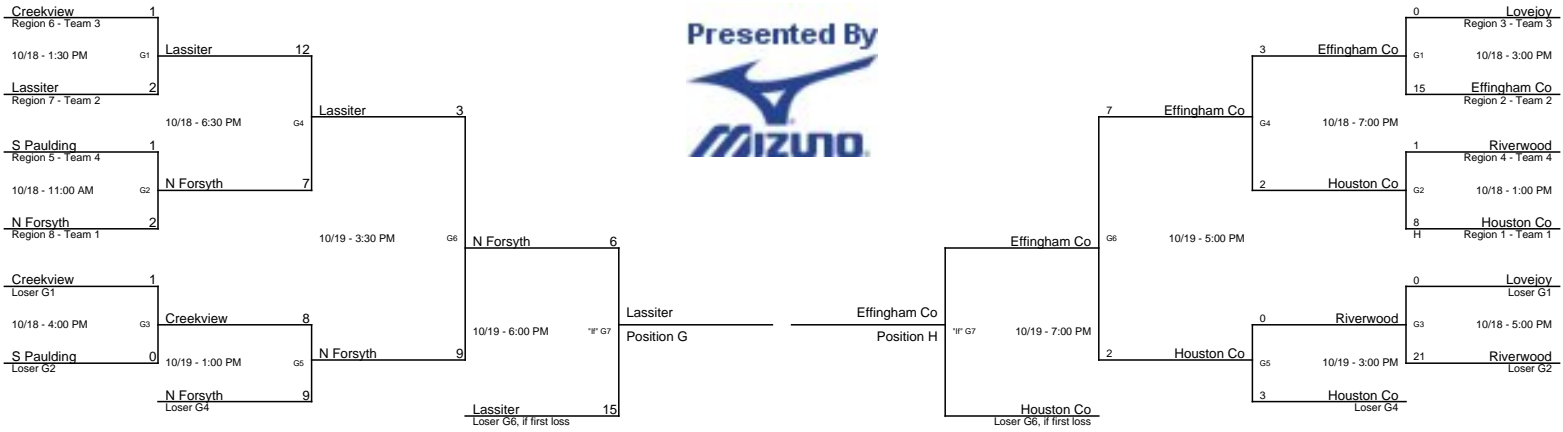 Creekview 1
Region 6 - Team 3
10/18 - 1:30 PM G1
Lassiter 12
Lassiter 2
Region 7 - Team 2
10/18 - 6:30 PM G4
Lassiter 3
S Paulding 1
Region 5 - Team 4
10/18 - 11:00 AM G2
N Forsyth 7
N Forsyth 2
Region 8 - Team 1
10/19 - 3:30 PM G6
N Forsyth 6
Creekview 1
Loser G1
10/18 - 4:00 PM G3
Creekview 8
S Paulding 0
Loser G2
10/19 - 1:00 PM G5
N Forsyth 9
N Forsyth 9
Loser G4
10/19 - 6:00 PM "If" G7
Lassiter 15
Loser G6, if first loss
Lassiter
Position G
Presented By
MIZUNO
Effingham Co
Position H
0 Lovejoy
Region 3 - Team 3
G1 10/18 - 3:00 PM
3 Effingham Co
15 Effingham Co
Region 2 - Team 2
G4 10/18 - 7:00 PM
7 Effingham Co
1 Riverwood
Region 4 - Team 4
G2 10/18 - 1:00 PM
2 Houston Co
8 Houston Co
H Region 1 - Team 1
G6 10/19 - 5:00 PM
Effingham Co
0 Lovejoy
Loser G1
G3 10/18 - 5:00 PM
0 Riverwood
21 Riverwood
Loser G2
G5 10/19 - 3:00 PM
2 Houston Co
3 Houston Co
Loser G4
"If" G7 10/19 - 7:00 PM
Houston Co
Loser G6, if first loss